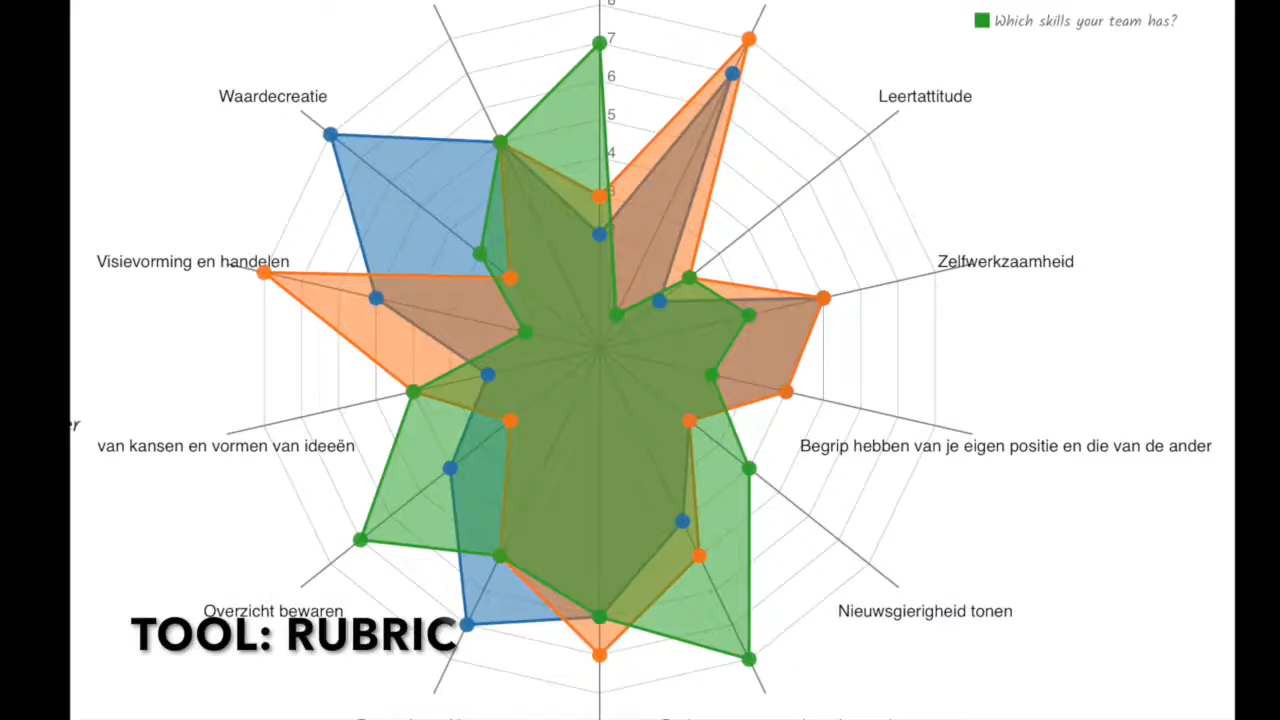 8
7
Which skills your team has?
6
Waardecreatie
Leertattitude
5
4
3
Visievorming en handelen
Zelfwerkzaamheid
er
van kansen en vormen van ideeën
Begrip hebben van je eigen positie en die van de ander
Overzicht bewaren
Nieuwsgierigheid tonen
TOOL: RUBRIC